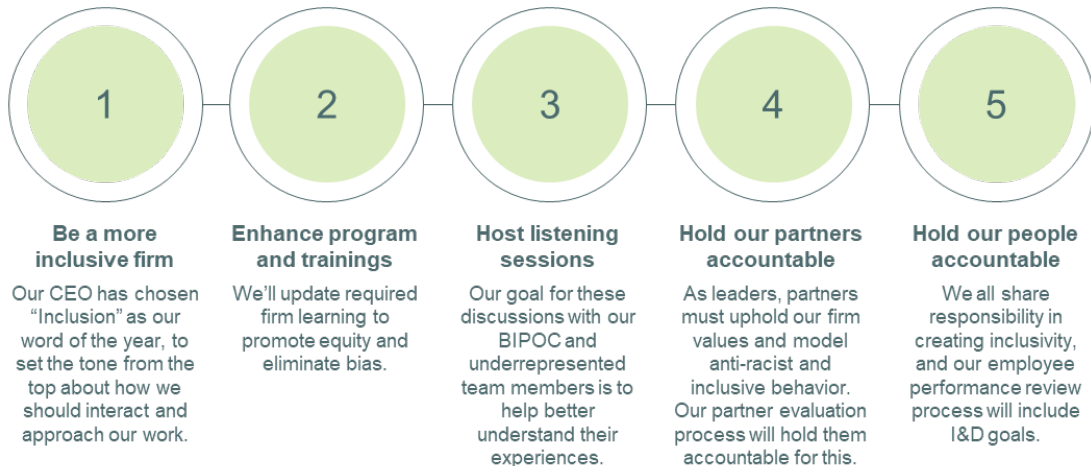 1
2
3
4
5
Be a more
inclusive firm
Our CEO has chosen
“Inclusion” as our
word of the year, to
set the tone from the
top about how we
should interact and
approach our work.
Enhance program
and trainings
We’ll update required
firm learning to
promote equity and
eliminate bias.
Host listening
sessions
Our goal for these
discussions with our
BIPOC and
underrepresented
team members is to
help better
understand their
experiences.
Hold our partners
accountable
As leaders, partners
must uphold our firm
values and model
anti-racist and
inclusive behavior.
Our partner evaluation
process will hold them
accountable for this.
Hold our people
accountable
We all share
responsibility in
creating inclusivity,
and our employee
performance review
process will include
I&D goals.